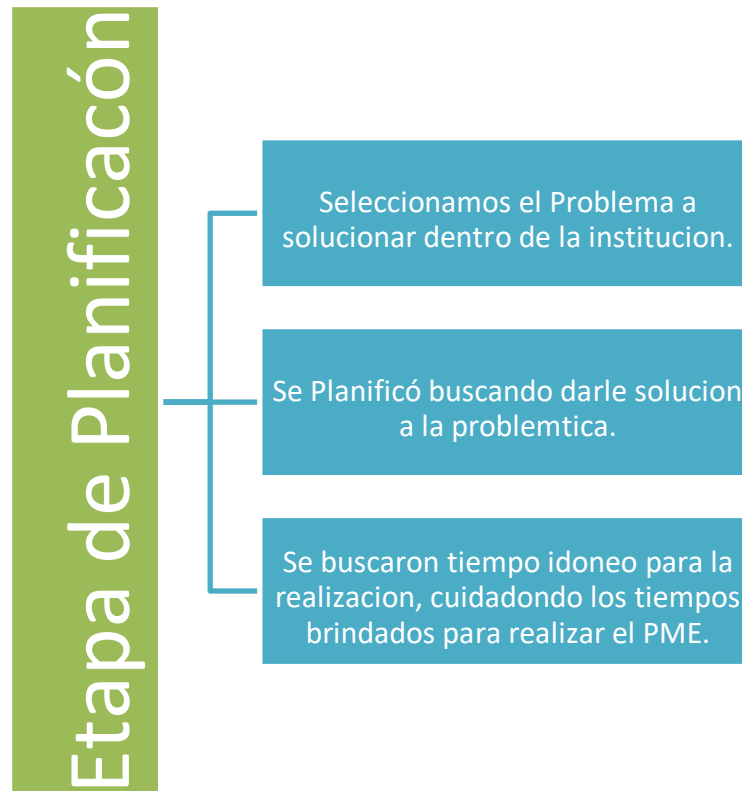 Etapa de Planificacón
Seleccionamos el Problema a
solucionar dentro de la institucion.
Se Planificó buscando darle solucion
a la problemtica.
Se buscaron tiempo idoneo para la
realizacion, cuidadondo los tiempos
brindados para realizar el PME.